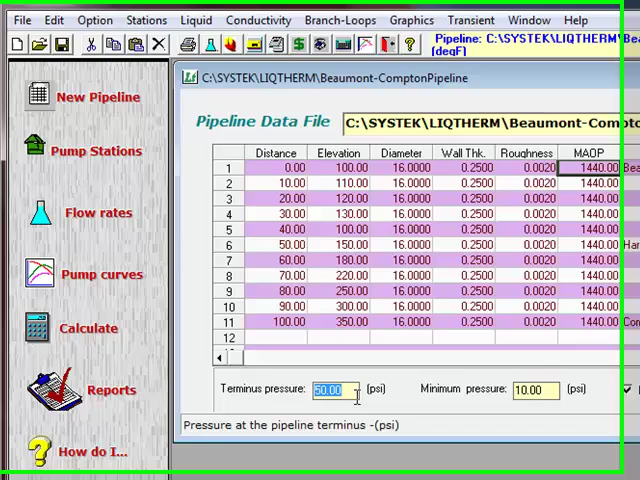 File Edit Option Stations Liquid Conductivity Branch-Loops Graphics Transient Window Help
Pipeline: C:\SYSTEK\LIQTHERM\Bea
(degF)
C:\SYSTEK\LIQTHERM\Beaumont-ComptonPipeline
New Pipeline
Pump Stations
Flow rates
Pump curves
Calculate
Reports
How do I...
Pipeline Data File C:\SYSTEK\LIQTHERM\Beaumont-Compto
Distance Elevation Diameter Wall Thk. Roughness MAOP
1 0.00 100.00 16.0000 0.2500 0.0020 1440.00 Bea
2 10.00 110.00 16.0000 0.2500 0.0020 1440.00
3 20.00 120.00 16.0000 0.2500 0.0020 1440.00
4 30.00 130.00 16.0000 0.2500 0.0020 1440.00
5 40.00 100.00 16.0000 0.2500 0.0020 1440.00
6 50.00 150.00 16.0000 0.2500 0.0020 1440.00 Har
7 60.00 180.00 16.0000 0.2500 0.0020 1440.00
8 70.00 220.00 16.0000 0.2500 0.0020 1440.00
9 80.00 250.00 16.0000 0.2500 0.0020 1440.00
10 90.00 300.00 16.0000 0.2500 0.0020 1440.00
11 100.00 350.00 16.0000 0.2500 0.0020 1440.00 Com
12
Terminus pressure: 50.00 (psi) Minimum pressure: 10.00 (psi)
Pressure at the pipeline terminus -(psi)